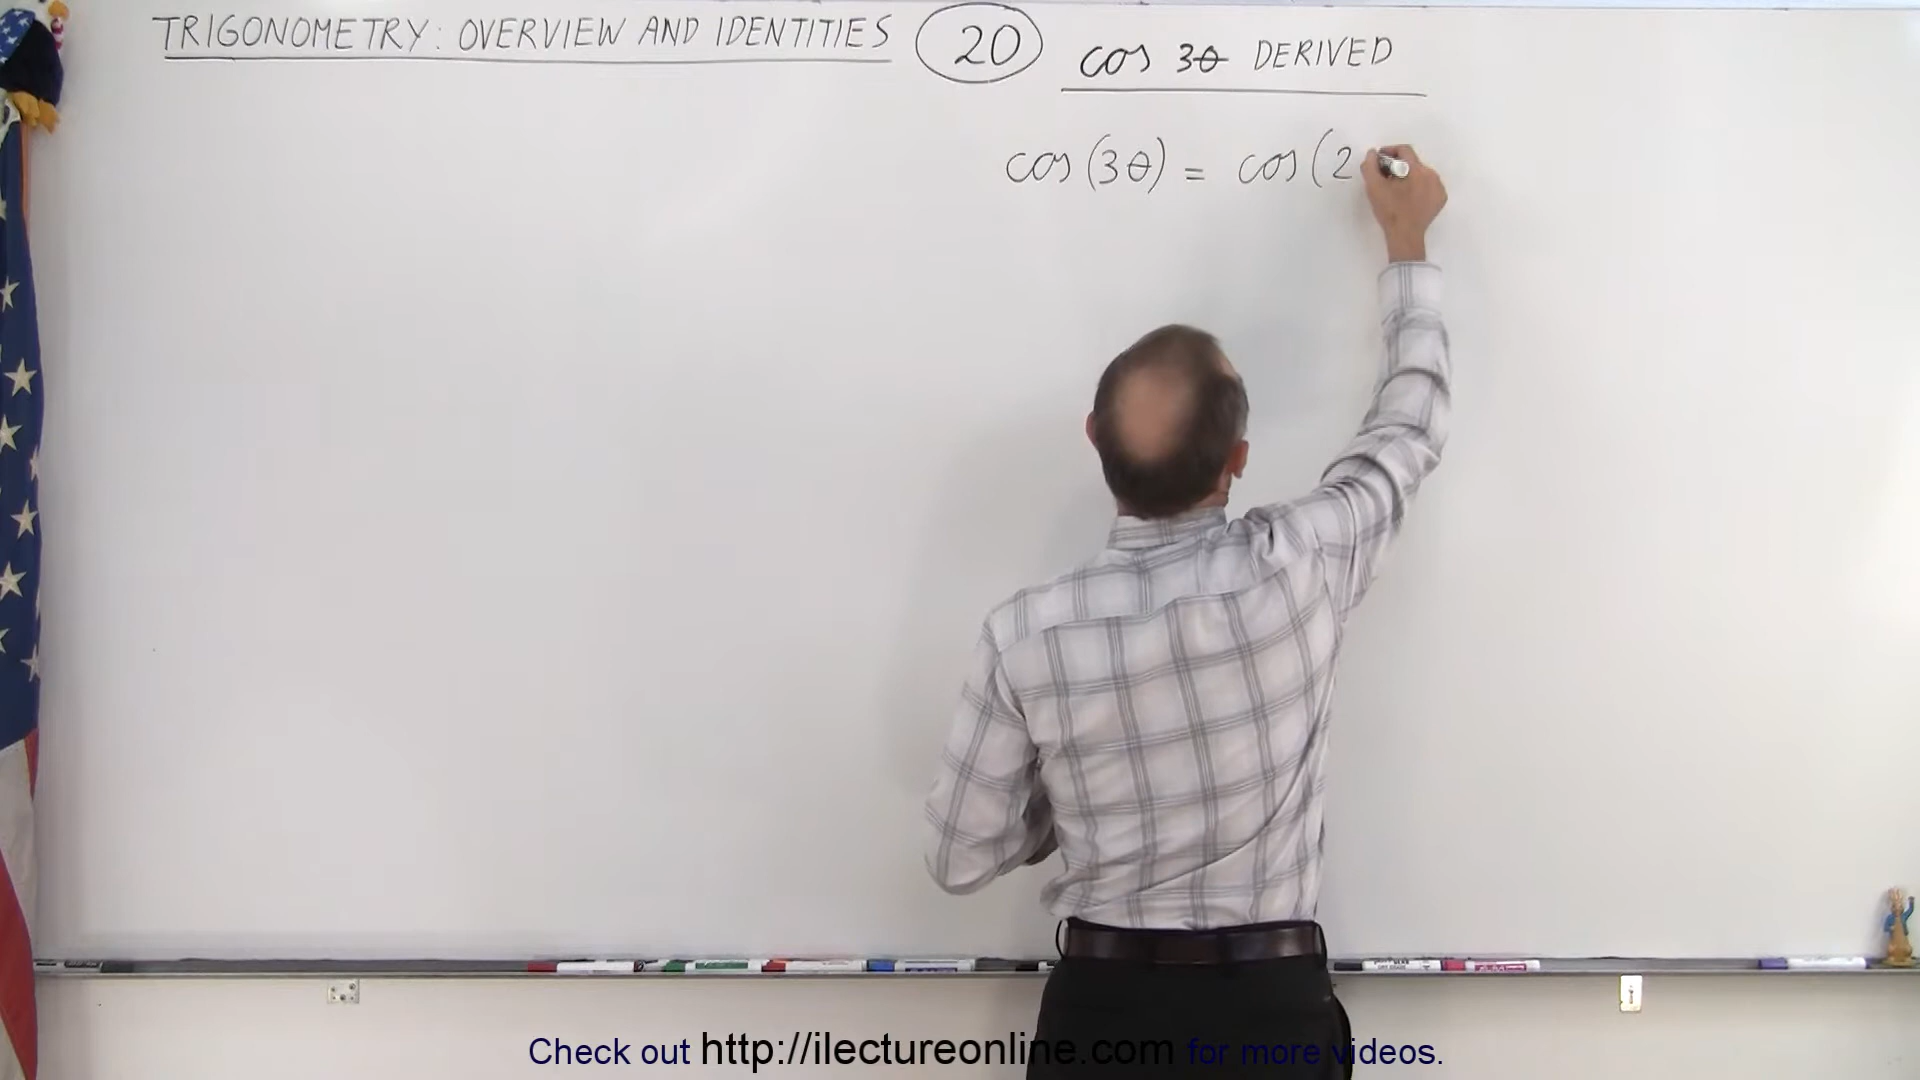 TRIGONOMETRY: OVERVIEW AND IDENTITIES 20 cos 3θ DERIVED
cos (3θ) = cos (2
Check out http://ilectureonline.com for more videos.